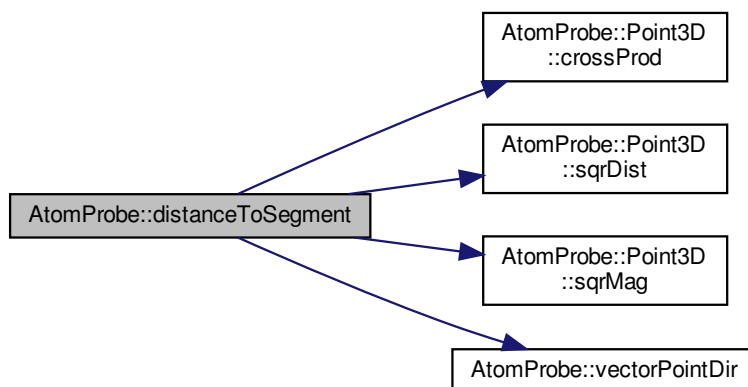 AtomProbe::Point3D
::crossProd
AtomProbe::Point3D
::sqrDist
AtomProbe::distanceToSegment
AtomProbe::Point3D
::sqrMag
AtomProbe::vectorPointDir